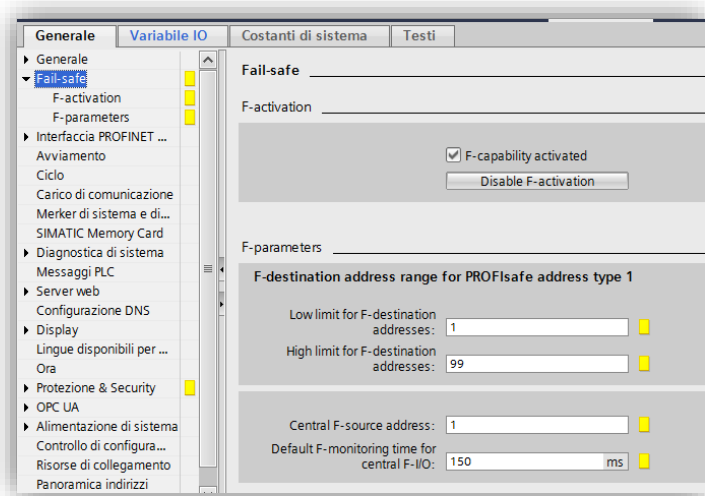 Generale Variabile IO Costanti di sistema Testi
Generale
Fail-safe
F-activation
F-parameters
Interfaccia PROFINET ...
Avviamento
Ciclo
Carico di comunicazione
Merker di sistema e di...
SIMATIC Memory Card
Diagnostica di sistema
Messaggi PLC
Server web
Configurazione DNS
Display
Lingue disponibili per ...
Ora
Protezione & Security
OPC UA
Alimentazione di sistema
Controllo di configura...
Risorse di collegamento
Panoramica indirizzi
Fail-safe
F-activation
F-capability activated
Disable F-activation
F-parameters
F-destination address range for PROFIsafe address type 1
Low limit for F-destination
addresses: 1
High limit for F-destination
addresses: 99
Central F-source address: 1
Default F-monitoring time for
central F-I/O: 150 ms